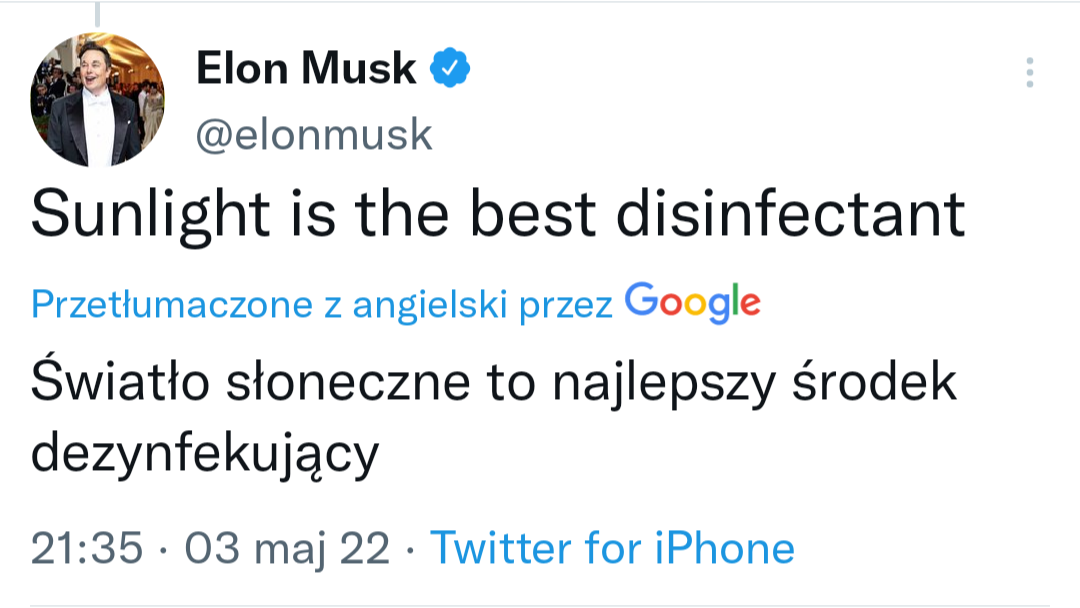 Elon Musk
@elonmusk
Sunlight is the best disinfectant
Przetłumaczone z angielski przez Google
Światło słoneczne to najlepszy środek
dezynfekujący
21:35 · 03 maj 22 · Twitter for iPhone